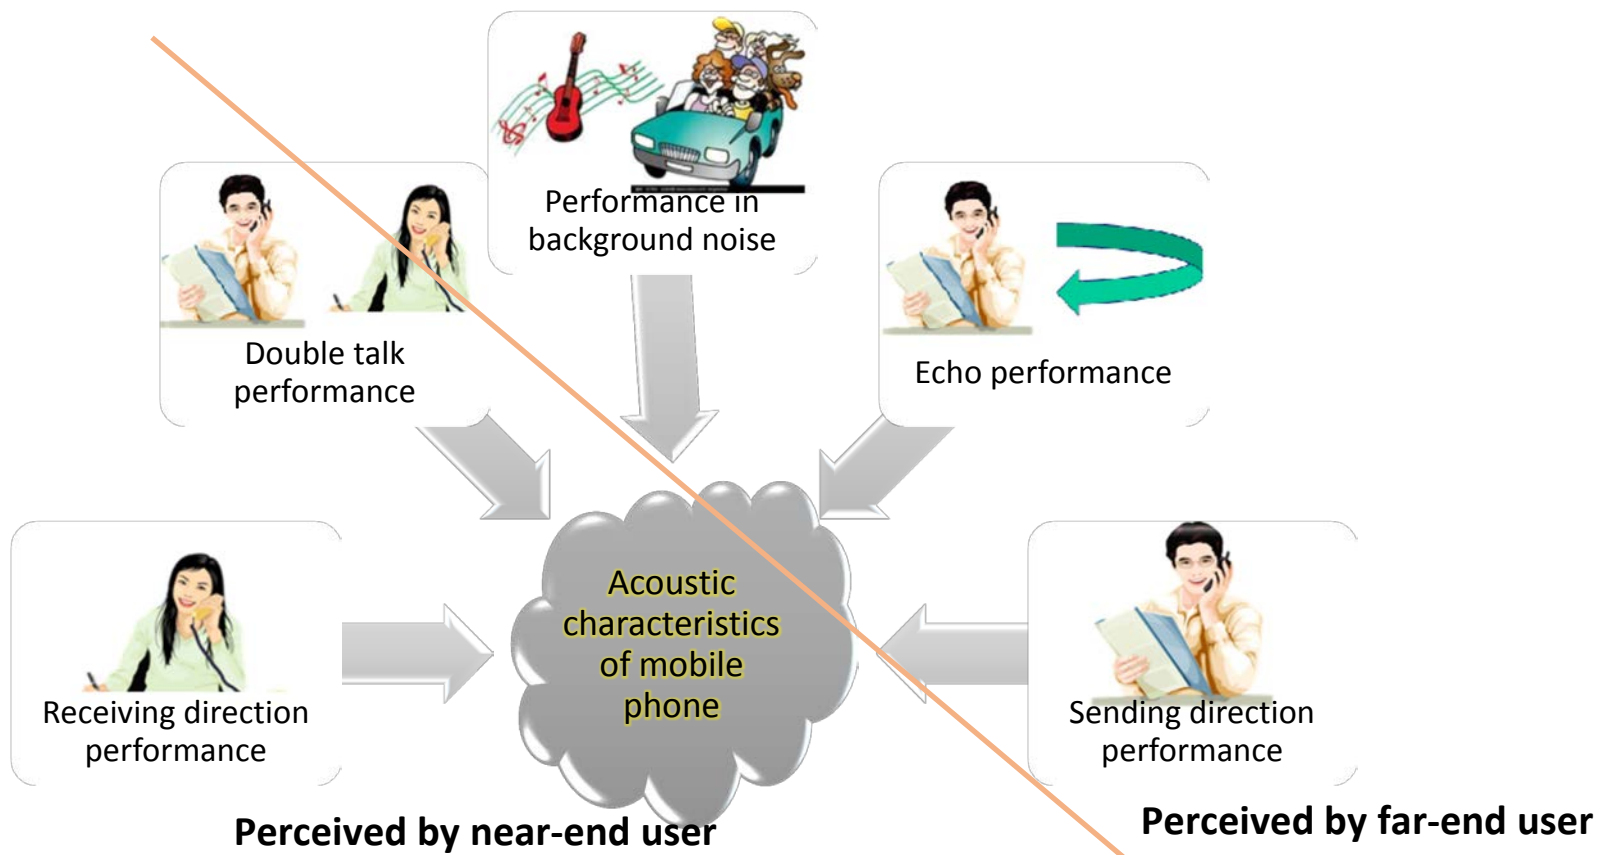 Performance in
background noise
Double talk
performance
Echo performance
Acoustic
characteristics
of mobile
phone
Receiving direction
performance
Sending direction
performance
Perceived by near-end user
Perceived by far-end user